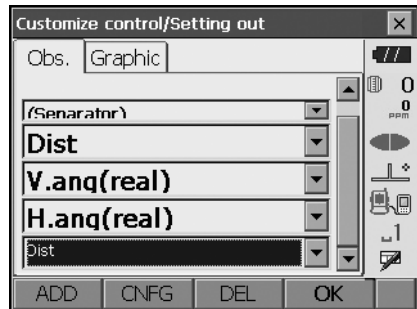 Customize control/Setting out
Obs. Graphic
0
0
PPM
(Senarator)
Dist
V.ang(real)
H.ang(real)
Dist
1
ADD CNFG DEL OK